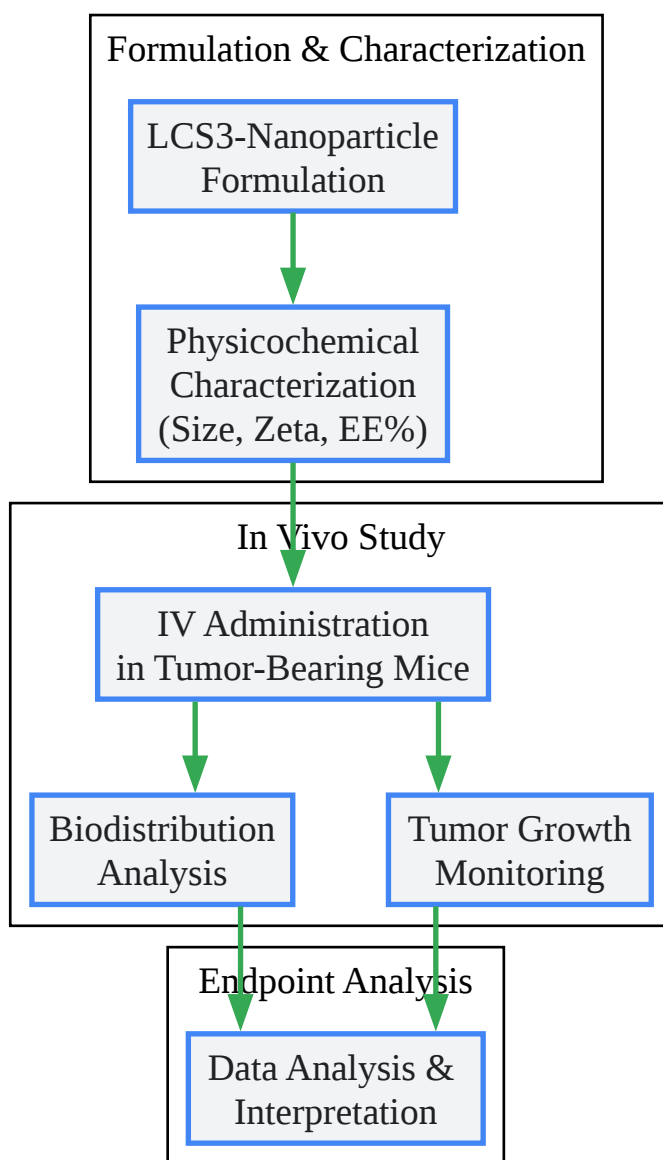 Formulation & Characterization
LCS3-Nanoparticle
Formulation
Physicochemical
Characterization
(Size, Zeta, EE%)
In Vivo Study
IV Administration
in Tumor-Bearing Mice
Biodistribution
Analysis
Tumor Growth
Monitoring
Endpoint Analysis
Data Analysis &
Interpretation